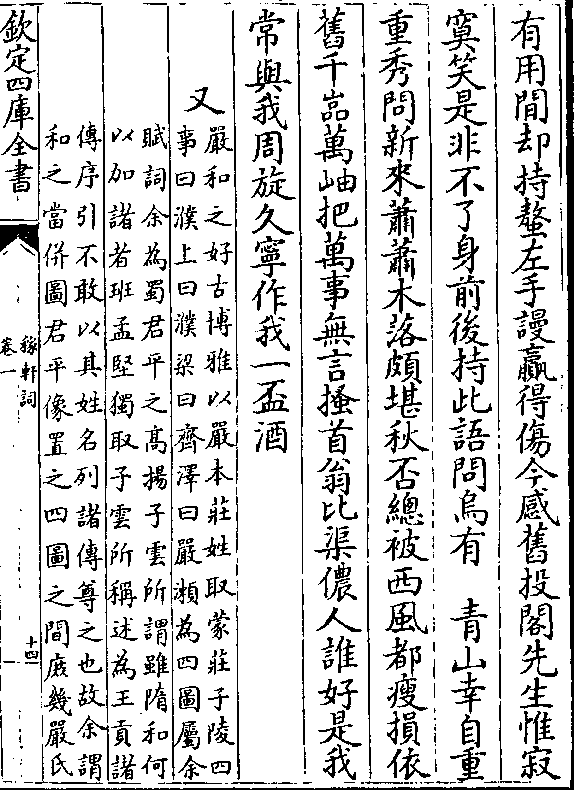 有用閒却持螯左手謾贏得傷今感舊投閣先生惟寂
寞笑是非不了身前後持此語問烏有　青山幸自重
重秀問新來蕭蕭木落頗堪秋否總被西風都瘦損依
舊千嵓萬岫把萬事無言搔首翁比渠儂人誰好是我
常與我周旋久寧作我一盃酒
又
嚴和之好古博雅以嚴本莊姓取蒙莊子陵四
事曰濮上曰濮梁曰齊澤曰嚴瀨為四圖屬余
賦詞余為蜀君平之高揚子雲所謂雖隋和何
以加諸者班孟堅獨取子雲所稱述為王貢諸
傳序引不敢以其姓名列諸傳尊之也故余謂
和之當併圖君平像置之四圖之間庶幾嚴氏
欽定四庫全書
稼軒詞
卷一
十四